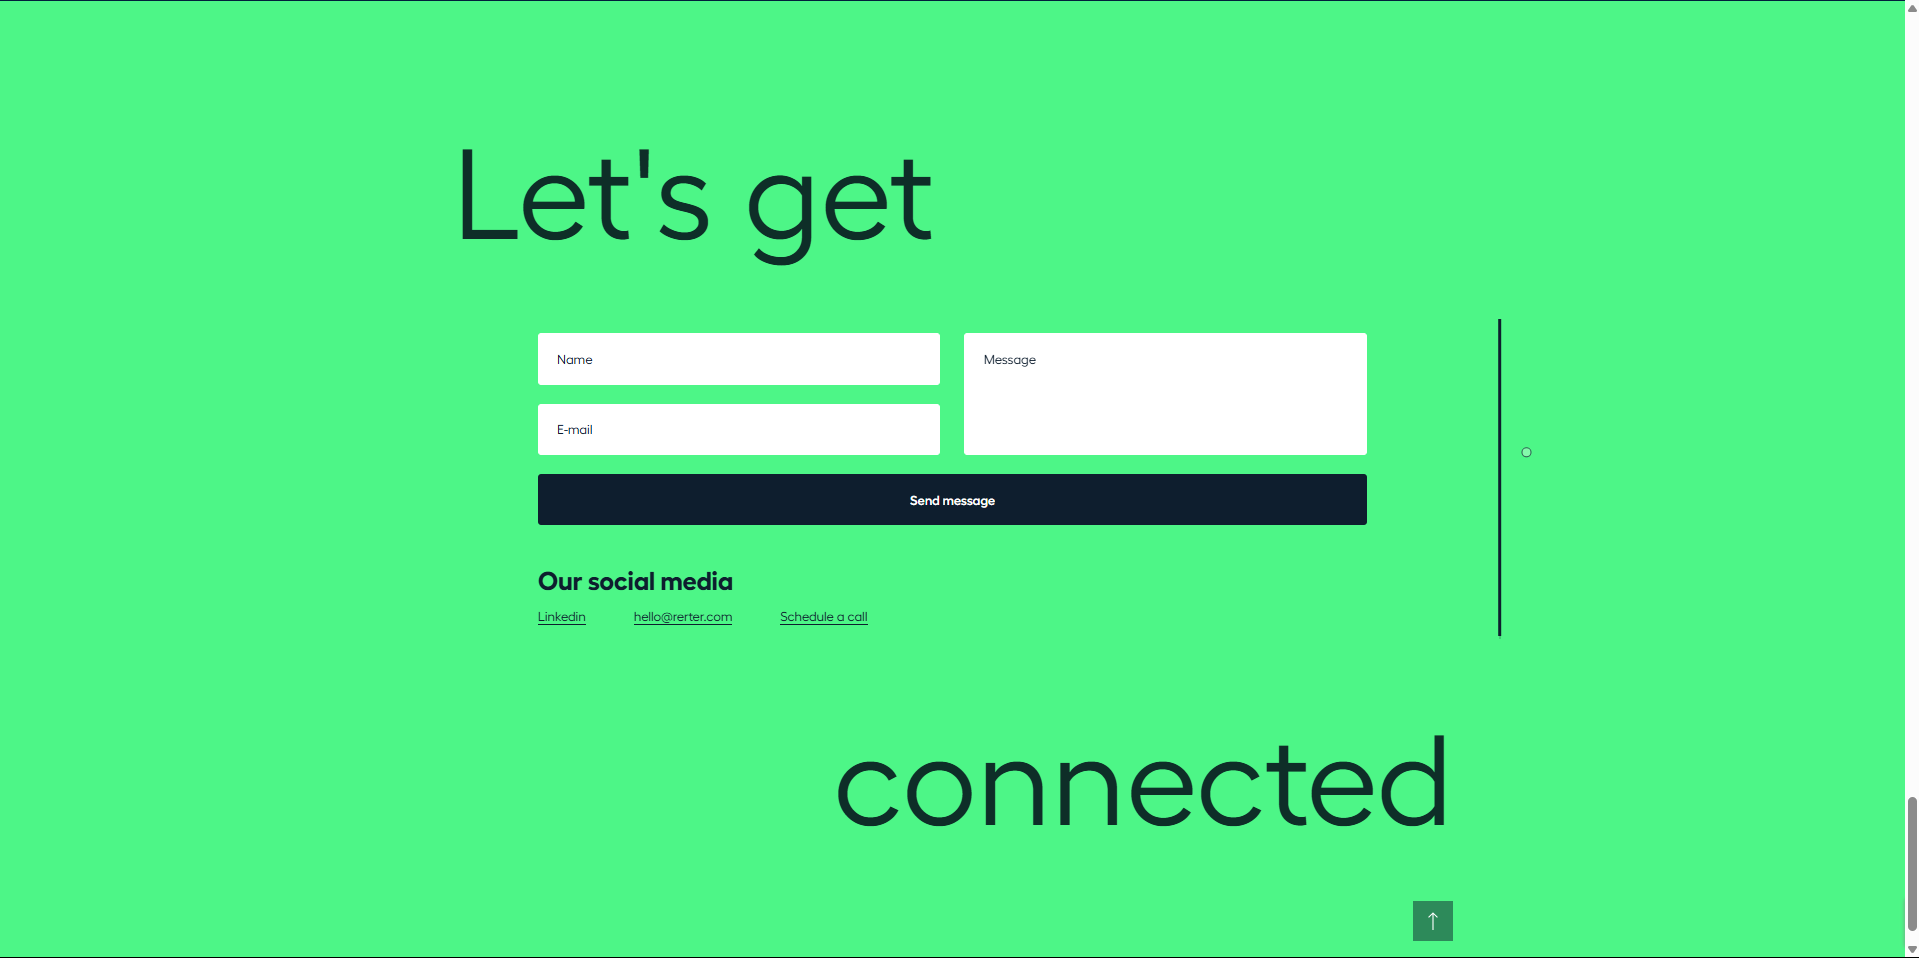 Let's get
Name
Message
E-mail
Send message
Our social media
Linkedin hello@rerter.com Schedule a call
connected